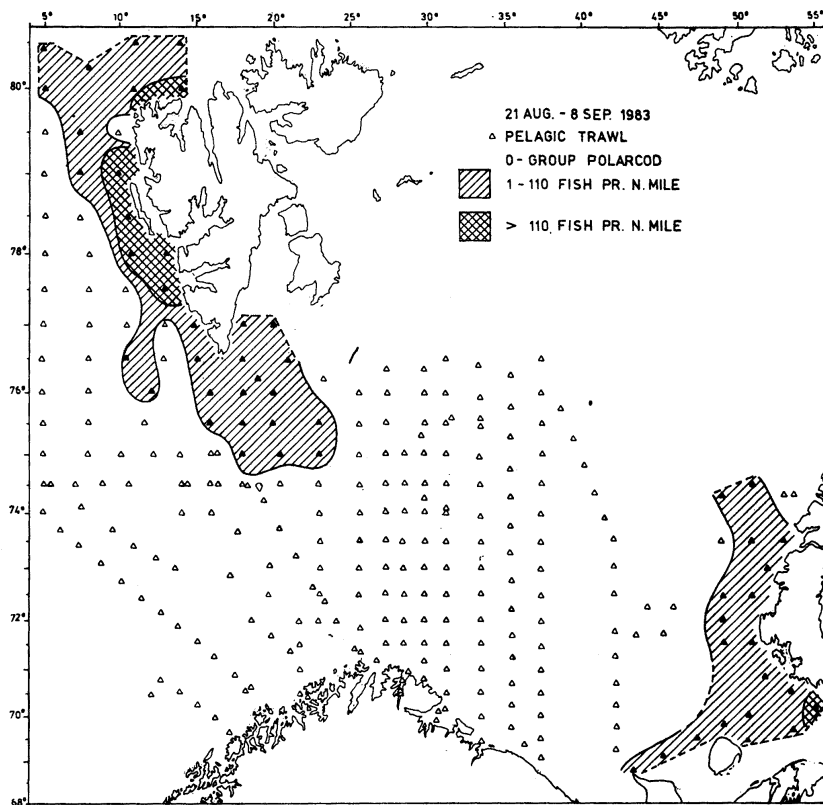 5° 10° 15° 20° 25° 30° 35° 40° 45° 50° 55°
80°
21 AUG. - 8 SEP. 1983
PELAGIC TRAWL
0 - GROUP POLARCOD
1 - 110 FISH PR. N. MILE
> 110 FISH PR. N. MILE
78°
76°
74°
72°
70°
68°